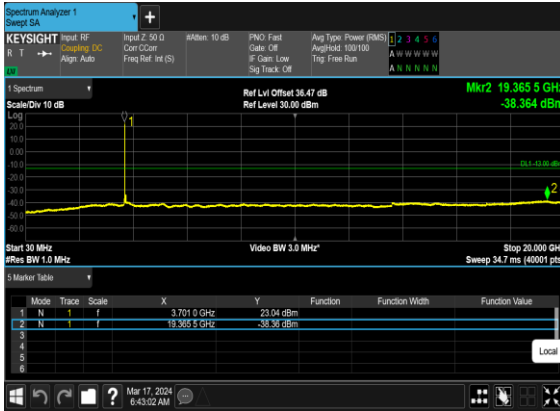 Spectrum Analyzer 1
Swept SA
+
KEYSIGHT Input: RF Input Z: 50 Ω #Atten: 10 dB PNO: Fast Avg Type: Power (RMS) 1 2 3 4 5 6
R T Coupling: DC Corr CCorr Gate: Off Avg|Hold: 100/100 A W W W W W
Align: Auto Freq Ref: Int (S) IF Gain: Low Trig: Free Run
Sig Track: Off A N N N N N
1 Spectrum Ref Lvl Offset 36.47 dB Mkr2 19.365 5 GHz
Scale/Div 10 dB Ref Level 30.00 dBm -38.364 dBm
Log
20.0
10.0
0.00
-10.0
-20.0
-30.0
-40.0
-50.0
-60.0
1
DL1 -13.00 dBm
2
Start 30 MHz Video BW 3.0 MHz* Stop 20.000 GHz
#Res BW 1.0 MHz Sweep 34.7 ms (40001 pts)
5 Marker Table
Mode Trace Scale X Y Function Function Width Function Value
1 N 1 f 3.701 0 GHz 23.04 dBm
2 N 1 f 19.365 5 GHz -38.36 dBm
3
4
5
6
Local
? Mar 17, 2024
6:43:02 AM